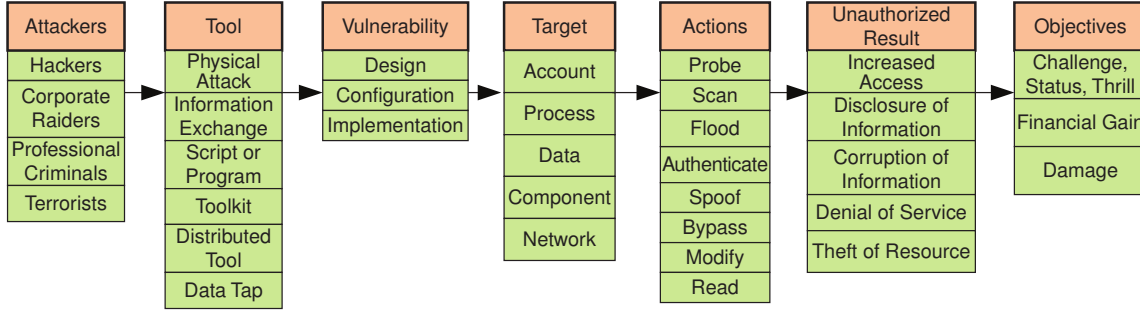 Attackers
Hackers
Corporate
Raiders
Professional
Criminals
Terrorists
Tool
Physical
Attack
Information
Exchange
Script or
Program
Toolkit
Distributed
Tool
Data Tap
Vulnerability
Design
Configuration
Implementation
Target
Account
Process
Data
Component
Network
Actions
Probe
Scan
Flood
Authenticate
Spoof
Bypass
Modify
Read
Unauthorized
Result
Increased
Access
Disclosure of
Information
Corruption of
Information
Denial of Service
Theft of Resource
Objectives
Challenge,
Status, Thrill
Financial Gain
Damage